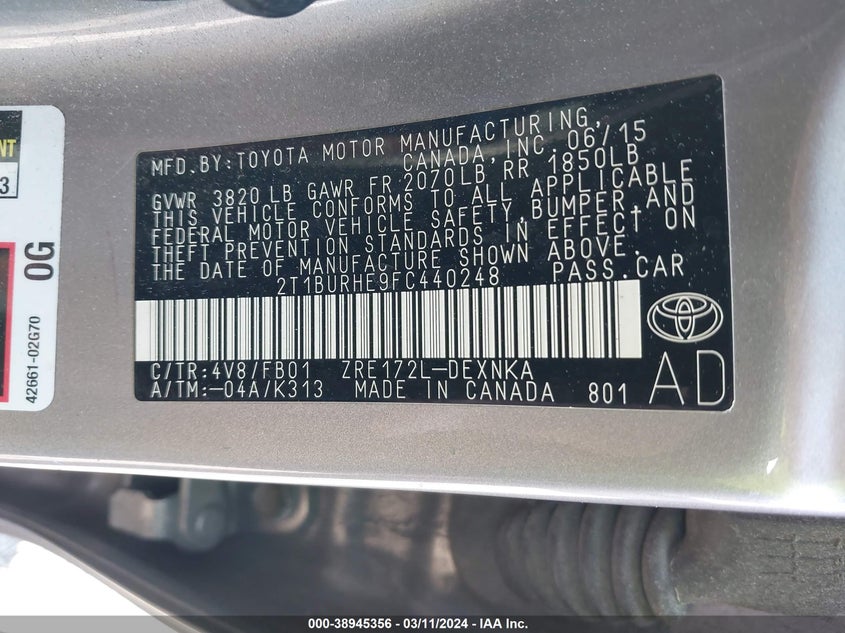 MFD.BY:TOYOTA MOTOR MANUFACTURING,
CANADA,INC. 06/15
GVWR 3820 LB GAWR FR 2070LB RR 1850LB
THIS VEHICLE CONFORMS TO ALL APPLICABLE
FEDERAL MOTOR VEHICLE SAFETY,BUMPER,AND
THEFT PREVENTION STANDARDS IN EFFECT ON
THE DATE OF MANUFACTURE SHOWN ABOVE.
2T1BURHE9FC440248 PASS.CAR
C/TR:4V8/FB01 ZRE172L-DEXNKA
A/TM:-04A/K313 MADE IN CANADA 801
AD
NT
3
0G
42661-02G70
000-38945356 - 03/11/2024 - IAA Inc.